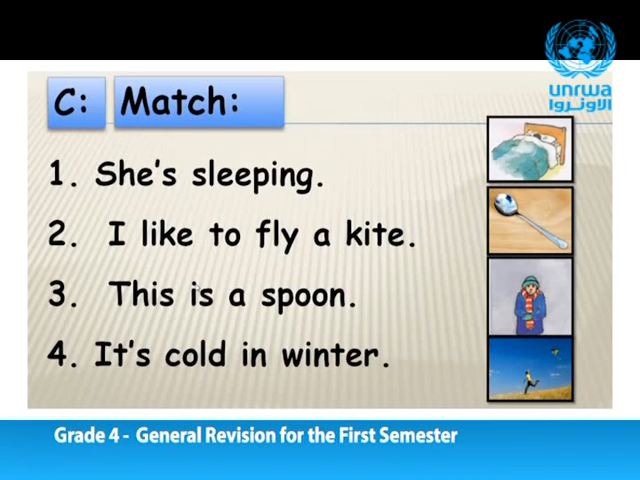 unrwa
الاونروا
C: Match:
1. She's sleeping.
2. I like to fly a kite.
3. This is a spoon.
4. It's cold in winter.
Grade 4 - General Revision for the First Semester